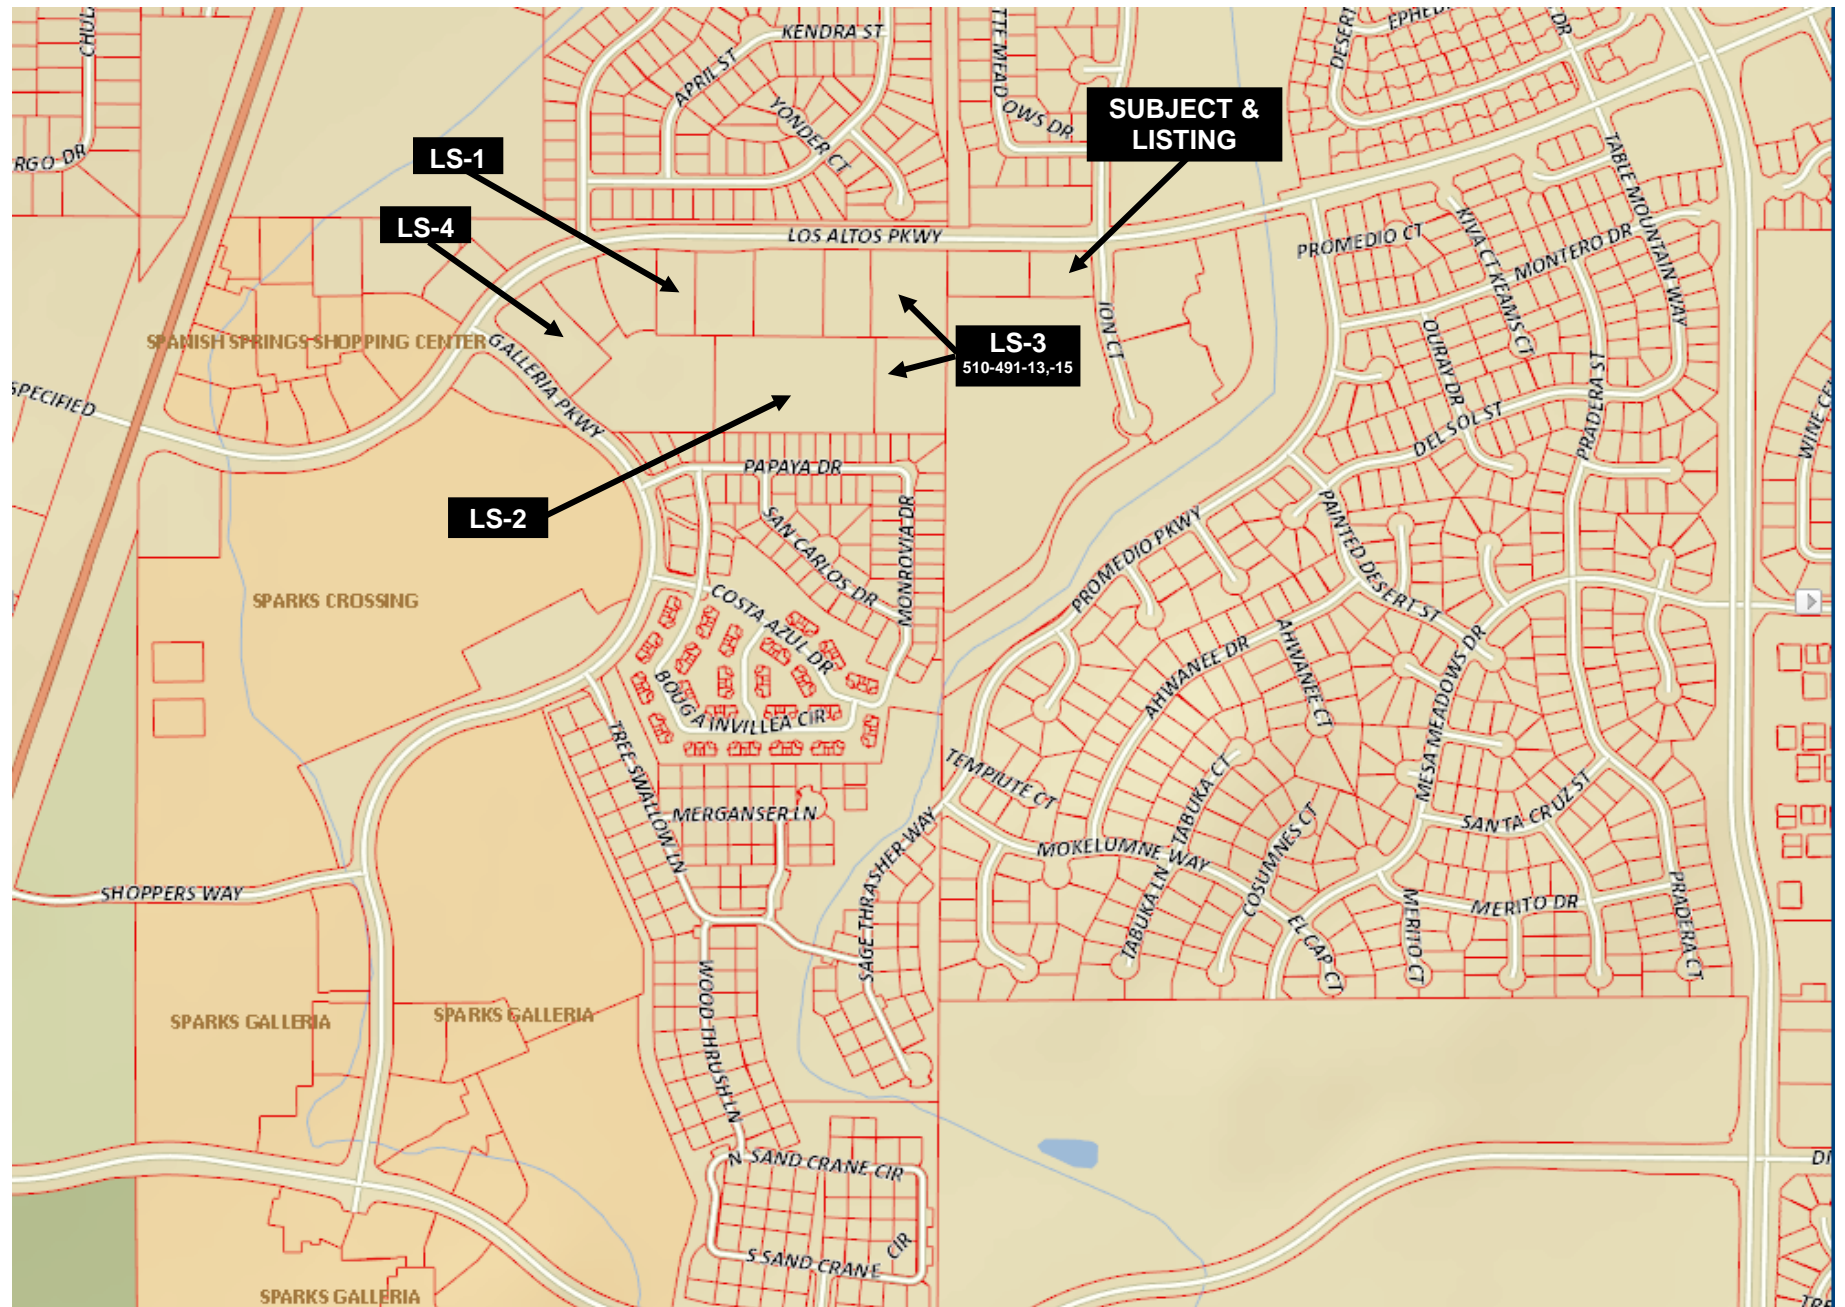 KENDRA ST
APRIL ST
YONDER CT
OWS DR
DESERT
DR
RGO DR
SUBJECT &
LISTING
LS-1
LS-4
LOS ALTOS PKWY
TABLE MOUNTAIN WAY
PROMEDIO CT
KIVA CT
KEAMS CT
MONTERO DR
ION CT
SPANISH SPRINGS SHOPPING CENTER
GALLERIA PKWY
LS-3
510-491-13,-15
OURAY DR
PRADERA ST
SPECIFIED
DEL SOL ST
PAPAYA DR
LS-2
SAN CARLOS DR
MONROVIA DR
PROMEDIO PKWY
PAINTED DESERT ST
SPARKS CROSSING
COSTA AZUL DR
AHWANEE DR
AHWANEE CT
MESA MEADOWS DR
BOUGAINVILLEA CIR
TREE SWALLOW LN
TEMPIUTE CT
TABUKA CT
MERGANSER LN
SANTA CRUZ ST
MOKELUMNE WAY
COSUMNES CT
SHOPPERS WAY
SAGE THRASHER WAY
TABUKA LN
EL CAP CT
MERITO CT
MERITO DR
PRADERA CT
WOOD THRUSH LN
SPARKS GALLERIA
SPARKS GALLERIA
N SAND CRANE CIR
S SAND CRANE CIR
SPARKS GALLERIA